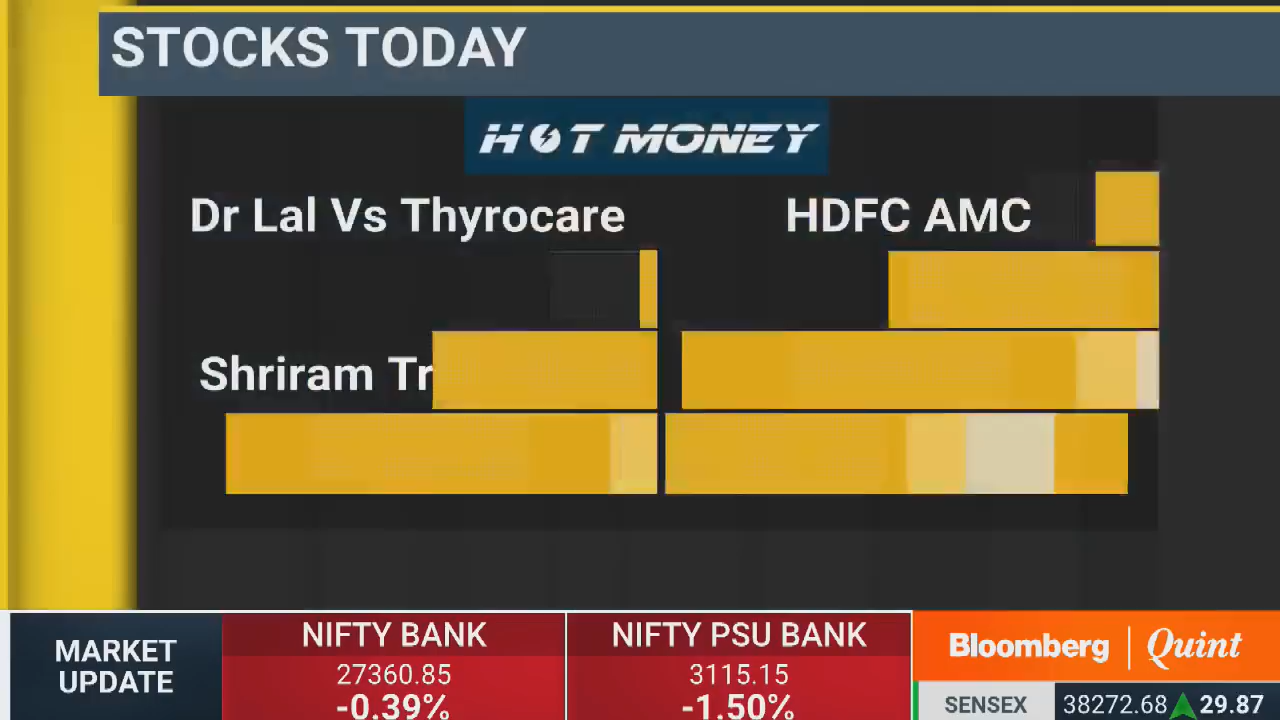 STOCKS TODAY
HOT MONEY
Dr Lal Vs Thyrocare
HDFC AMC
Shriram Tr
MARKET UPDATE
NIFTY BANK
27360.85
-0.39%
NIFTY PSU BANK
3115.15
-1.50%
Bloomberg | Quint
SENSEX 38272.68 29.87